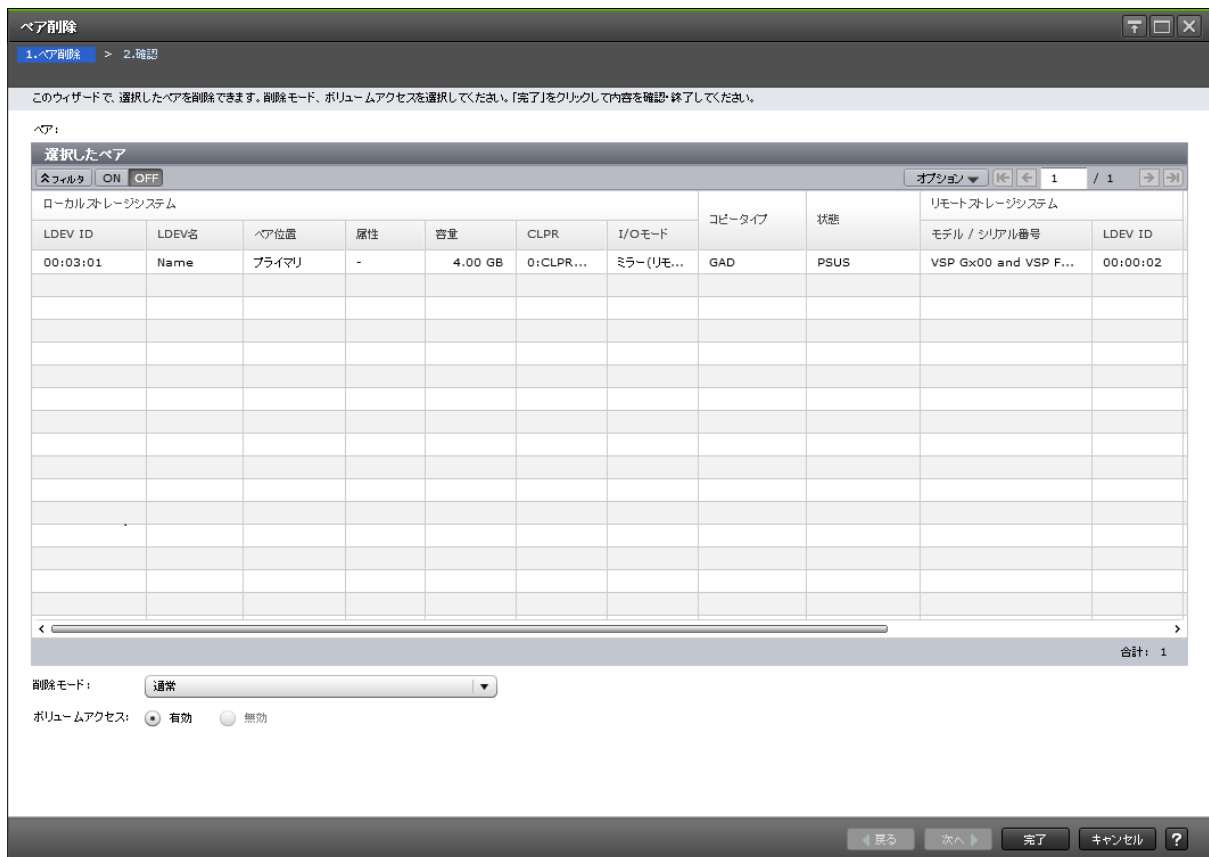 ペア削除
1.ペア削除 > 2.確認
このウィザードで、選択したペアを削除できます。削除モード、ボリュームアクセスを選択してください。「完了」をクリックして内容を確認・終了してください。
ペア:
選択したペア
フィルタ ON OFF オプション 1 / 1
ローカルストレージシステム コピータイプ 状態 リモートストレージシステム
LDEV ID LDEV名 ペア位置 属性 容量 CLPR I/Oモード モデル / シリアル番号 LDEV ID
00:03:01 Name プライマリ - 4.00 GB 0:CLPR... ミラー(リモ... GAD PSUS VSP Gx00 and VSP F... 00:00:02
合計: 1
削除モード: 通常
ボリュームアクセス: 有効 無効
戻る 次へ 完了 キャンセル ?